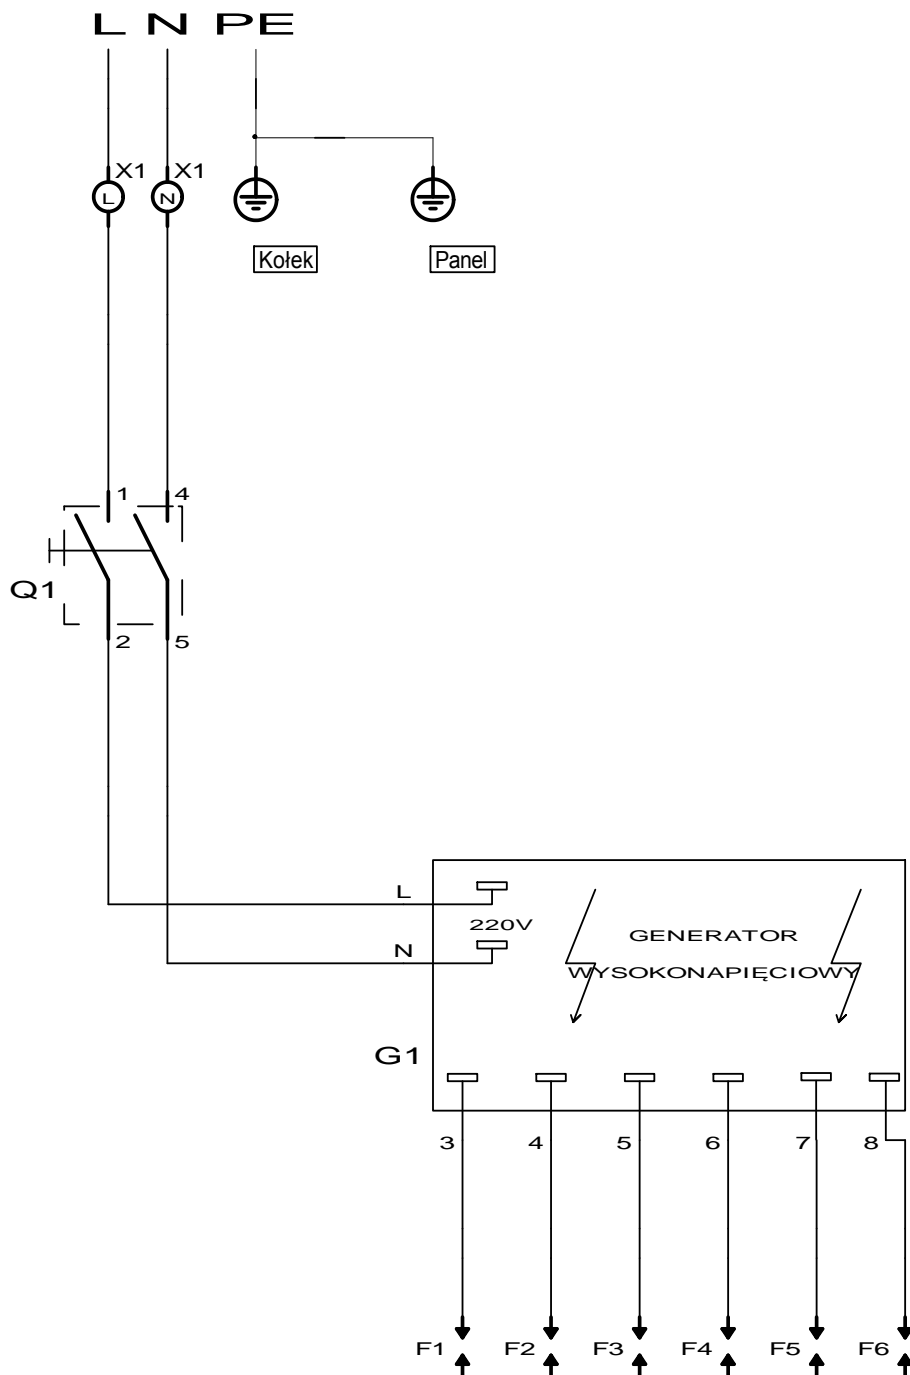 L N PE
X1 X1
L N
Kołek Panel
1 4
Q1
2 5
L
220V
N
GENERATOR
WYSOKONAPIĘCIOWY
G1
3 4 5 6 7 8
F1 F2 F3 F4 F5 F6